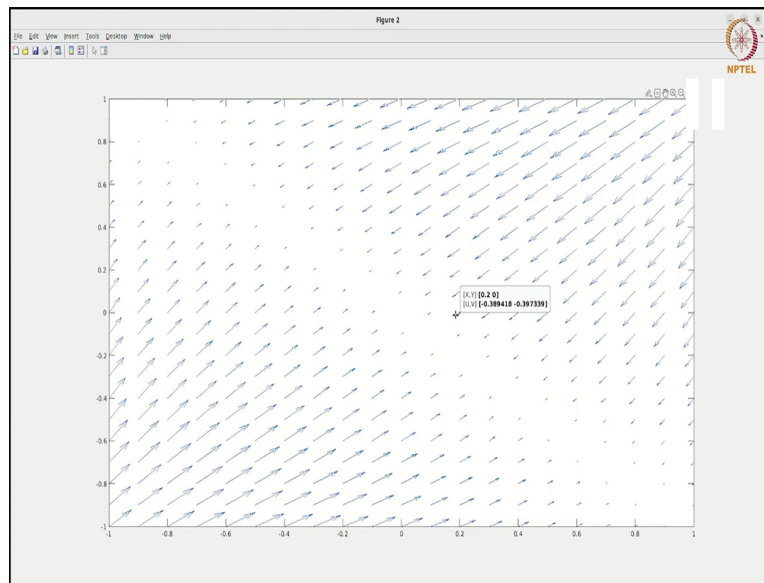 Figure 2
File Edit View Insert Tools Desktop Window Help
NPTEL
1
0.8
0.6
0.4
0.2
0
-0.2
-0.4
-0.6
-0.8
-1
[X,Y] [0.2 0]
[U,V] [-0.389418 -0.397339]
-1 -0.8 -0.6 -0.4 -0.2 0 0.2 0.4 0.6 0.8 1